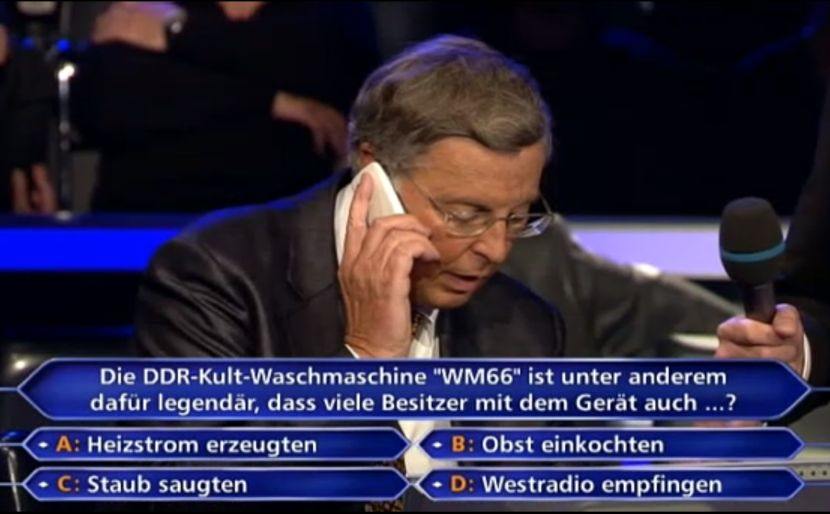 Die DDR-Kult-Waschmaschine "WM66" ist unter anderem
dafür legendär, dass viele Besitzer mit dem Gerät auch ...?
A: Heizstrom erzeugten
B: Obst einkochten
C: Staub saugten
D: Westradio empfingen